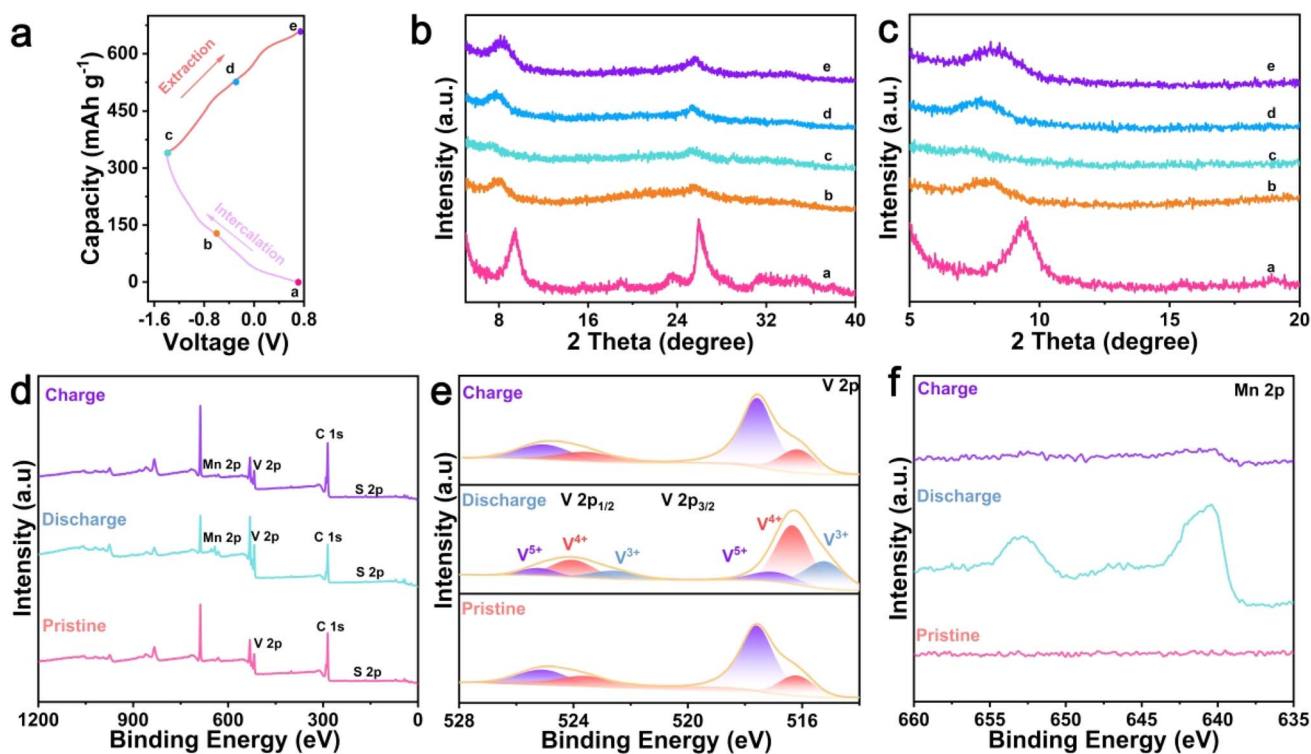 a
Capacity (mAh g⁻¹)
600
450
300
150
0
Extraction
Intercalation
e
d
c
b
a
-1.6
-0.8
0.0
0.8
Voltage (V)
b
Intensity (a.u.)
e
d
c
b
a
8
16
24
32
40
2 Theta (degree)
c
Intensity (a.u.)
e
d
c
b
a
5
10
15
20
2 Theta (degree)
d
Intensity (a.u)
Charge
Mn 2p
V 2p
C 1s
S 2p
Discharge
Mn 2p
V 2p
C 1s
S 2p
Pristine
V 2p
C 1s
S 2p
1200
900
600
300
0
Binding Energy (eV)
e
Intensity (a.u.)
Charge
V 2p
Discharge
V 2p₁/₂
V 2p₃/₂
V⁵⁺
V⁴⁺
V³⁺
V⁵⁺
V⁴⁺
V³⁺
Pristine
528
524
520
516
Binding Energy (eV)
f
Intensity (a.u.)
Charge
Mn 2p
Discharge
Pristine
660
655
650
645
640
635
Binding Energy (eV)